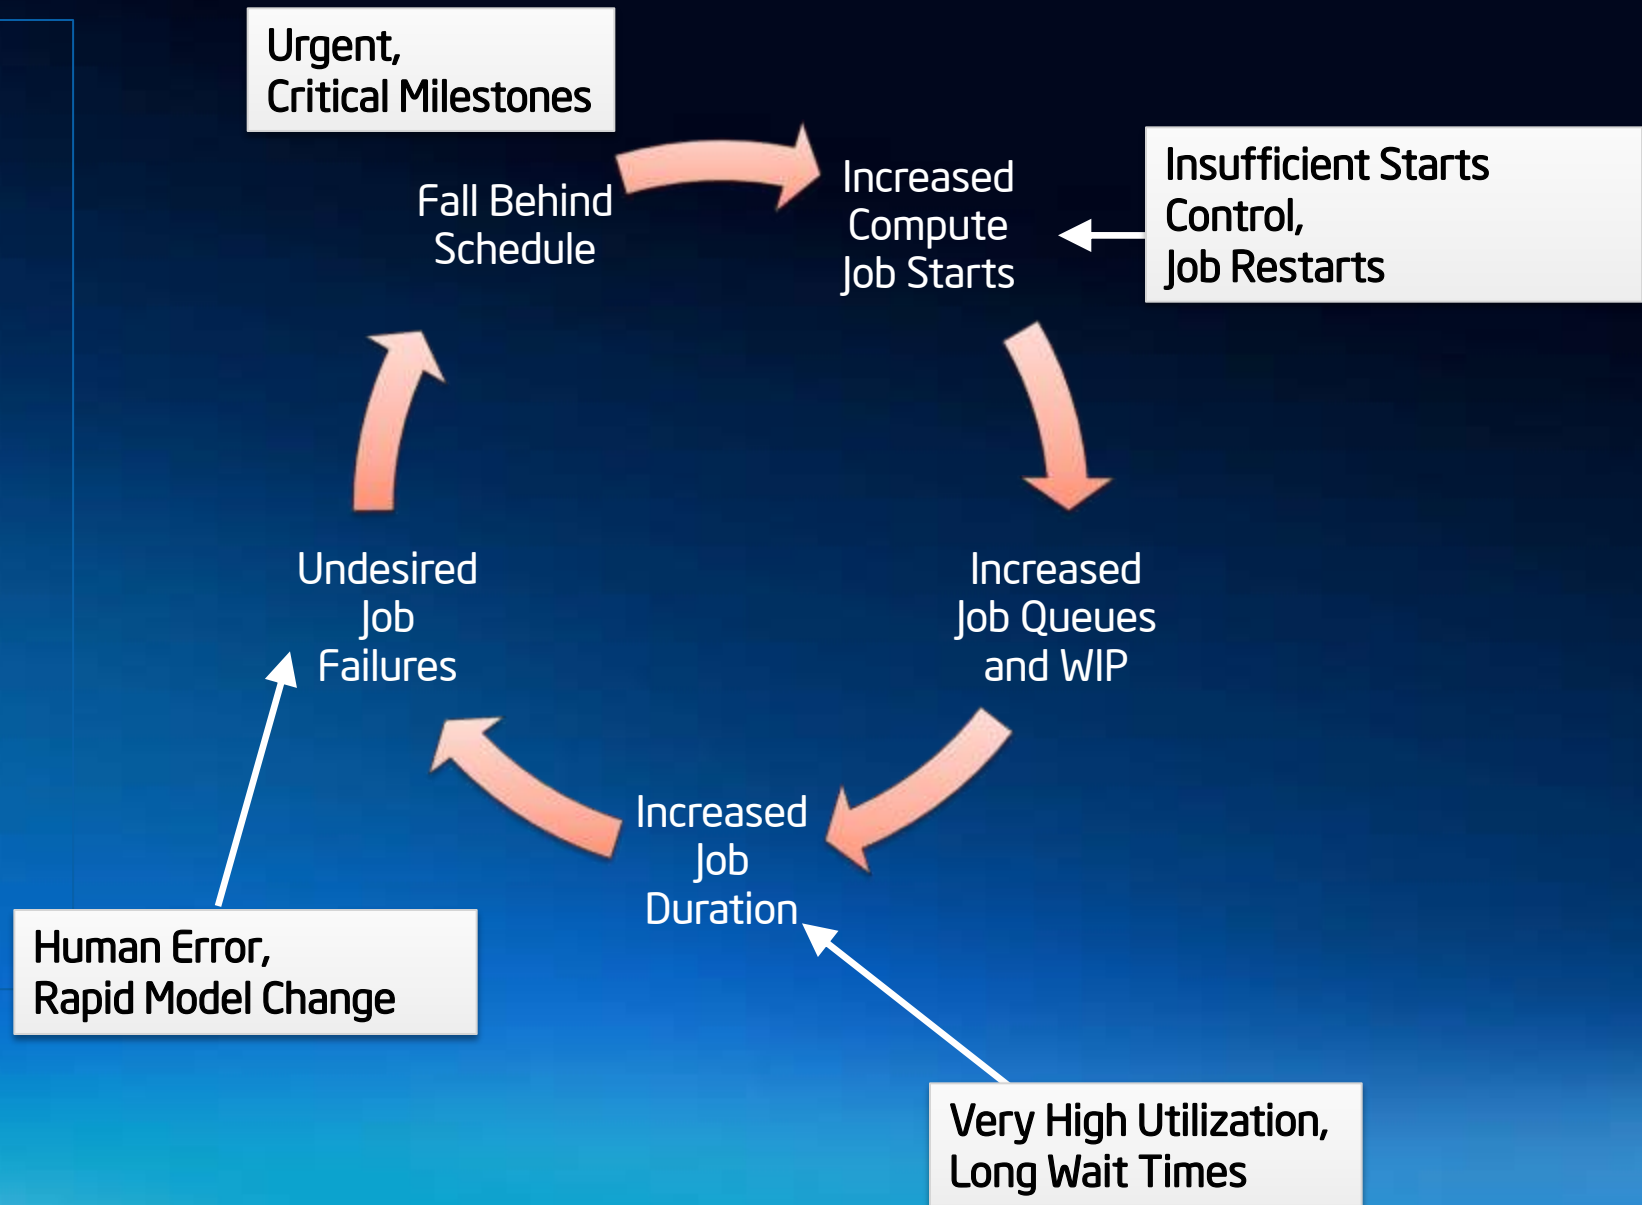 Urgent,
Critical Milestones
Fall Behind
Schedule
Increased
Compute
Job Starts
Insufficient Starts
Control,
Job Restarts
Increased
Job Queues
and WIP
Increased
Job
Duration
Very High Utilization,
Long Wait Times
Undesired
Job
Failures
Human Error,
Rapid Model Change